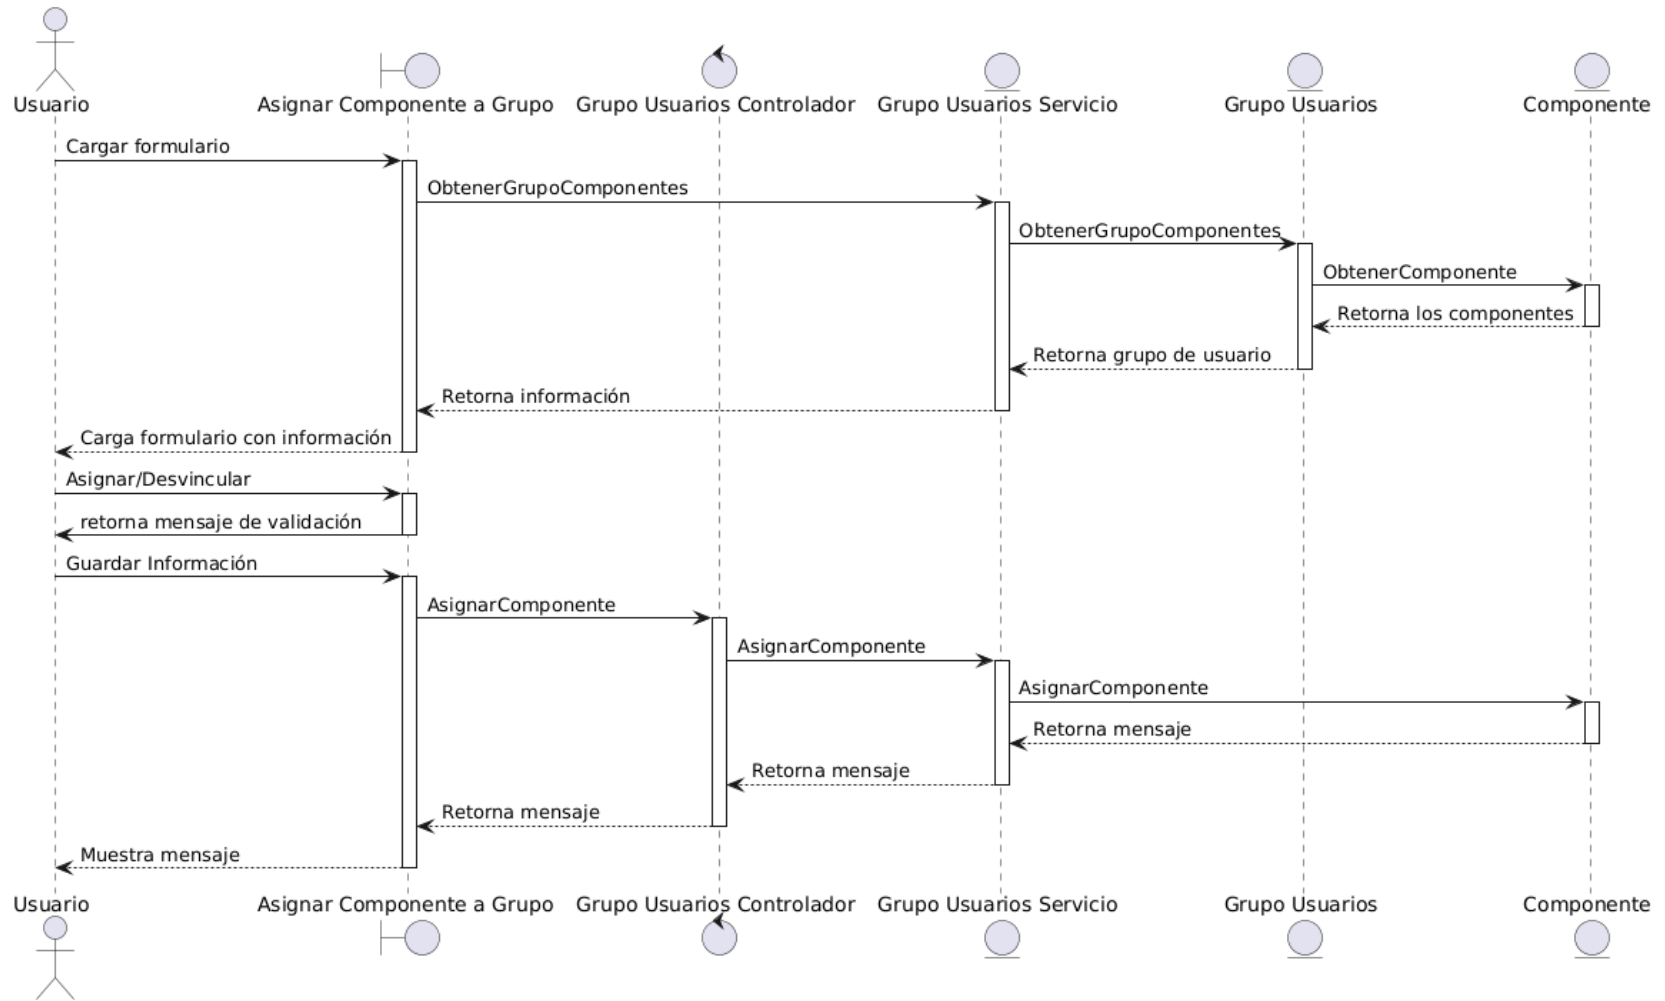 Usuario
Asignar Componente a Grupo
Grupo Usuarios Controlador
Grupo Usuarios Servicio
Grupo Usuarios
Componente
Cargar formulario
ObtenerGrupoComponentes
ObtenerGrupoComponentes
ObtenerComponente
Retorna los componentes
Retorna grupo de usuario
Retorna información
Carga formulario con información
Asignar/Desvincular
retorna mensaje de validación
Guardar Información
AsignarComponente
AsignarComponente
AsignarComponente
Retorna mensaje
Retorna mensaje
Retorna mensaje
Muestra mensaje
Usuario
Asignar Componente a Grupo
Grupo Usuarios Controlador
Grupo Usuarios Servicio
Grupo Usuarios
Componente